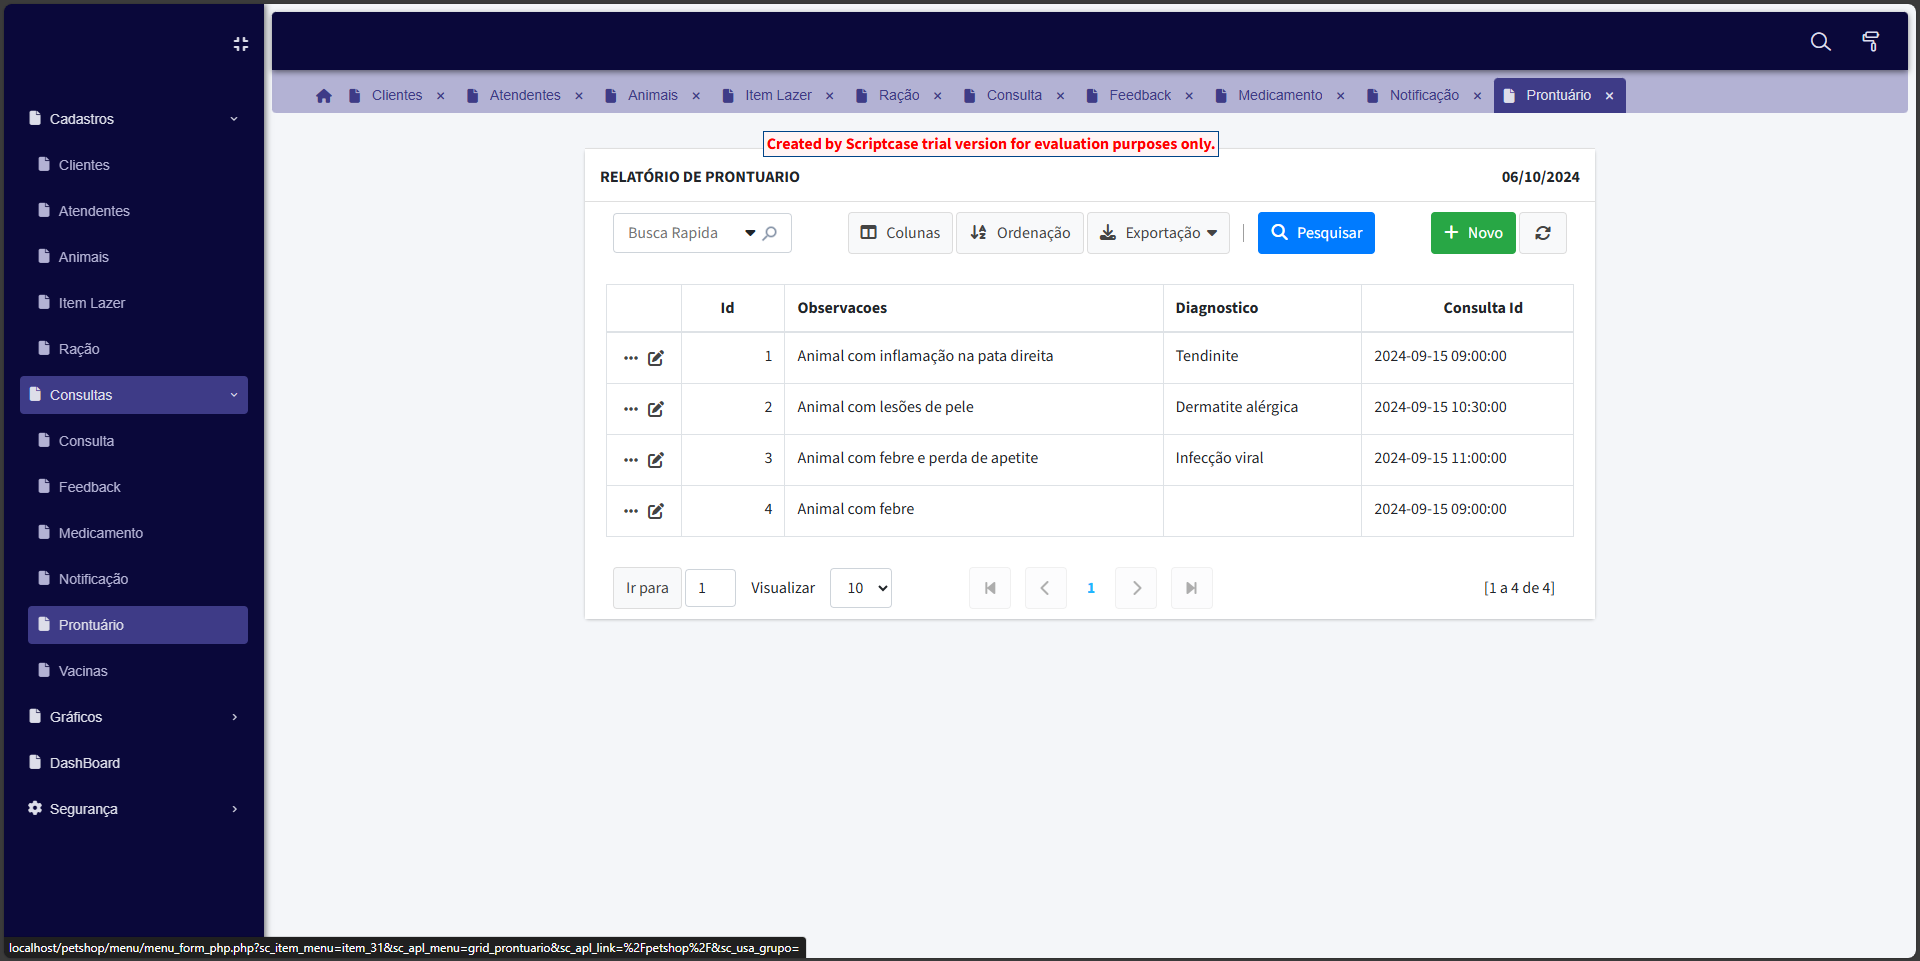 Cadastros
Clientes
Atendentes
Animais
Item Lazer
Ração
Consultas
Consulta
Feedback
Medicamento
Notificação
Prontuário
Vacinas
Gráficos
DashBoard
Segurança
Clientes × Atendentes × Animais × Item Lazer × Ração × Consulta × Feedback × Medicamento × Notificação × Prontuário ×
Created by Scriptcase trial version for evaluation purposes only.
RELATÓRIO DE PRONTUARIO 06/10/2024
Busca Rapida Colunas Ordenação Exportação | Pesquisar + Novo
Id Observacoes Diagnostico Consulta Id
1 Animal com inflamação na pata direita Tendinite 2024-09-15 09:00:00
2 Animal com lesões de pele Dermatite alérgica 2024-09-15 10:30:00
3 Animal com febre e perda de apetite Infecção viral 2024-09-15 11:00:00
4 Animal com febre 2024-09-15 09:00:00
Ir para 1 Visualizar 10 1 [1 a 4 de 4]
localhost/petshop/menu/menu_form_php.php?sc_item_menu=item_31&sc_apl_menu=grid_prontuario&sc_apl_link=%2Fpetshop%2F&sc_usa_grupo=